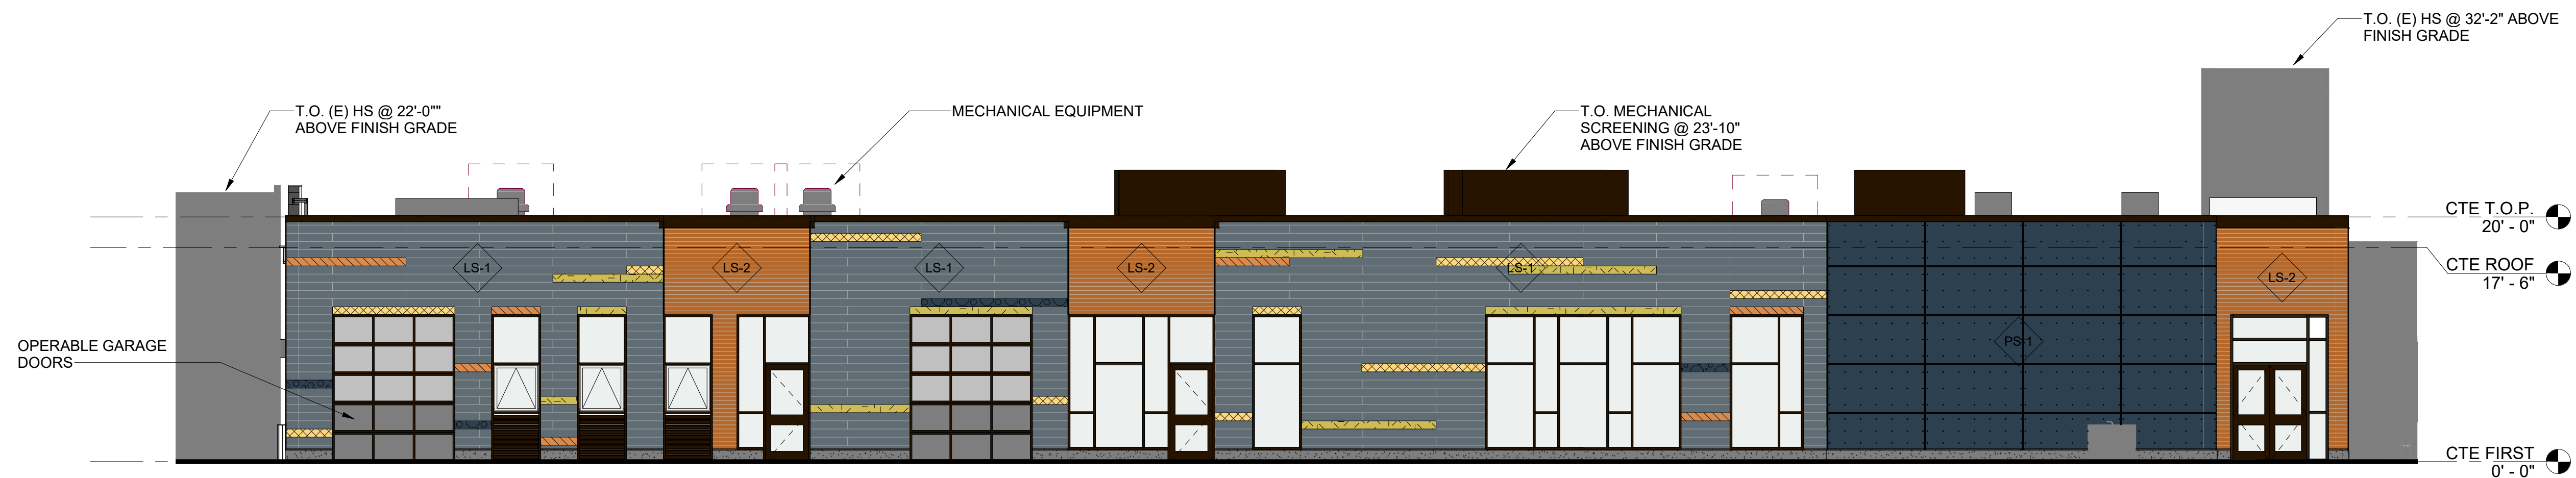 T.O. (E) HS @ 32'-2" ABOVE
FINISH GRADE
T.O. (E) HS @ 22'-0""
ABOVE FINISH GRADE
MECHANICAL EQUIPMENT
T.O. MECHANICAL
SCREENING @ 23'-10"
ABOVE FINISH GRADE
CTE T.O.P.
20' - 0"
LS-1
LS-2
LS-1
LS-2
LS-1
LS-2
CTE ROOF
17' - 6"
OPERABLE GARAGE
DOORS
PS-1
CTE FIRST
0' - 0"